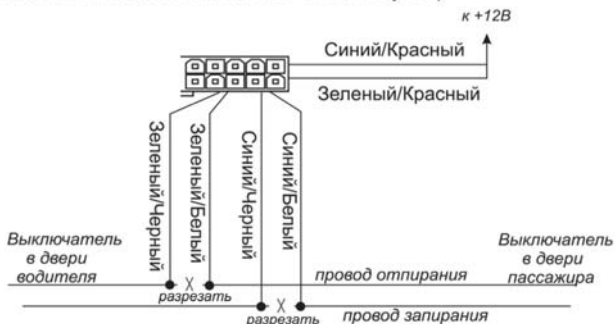 к +12В
Синий/Красный
Зеленый/Красный
Зеленый/Черный
Зеленый/Белый
Синий/Черный
Синий/Белый
Выключатель
в двери
водителя
Выключатель
в двери
пассажира
провод отпирания
разрезать
разрезать
провод запирания